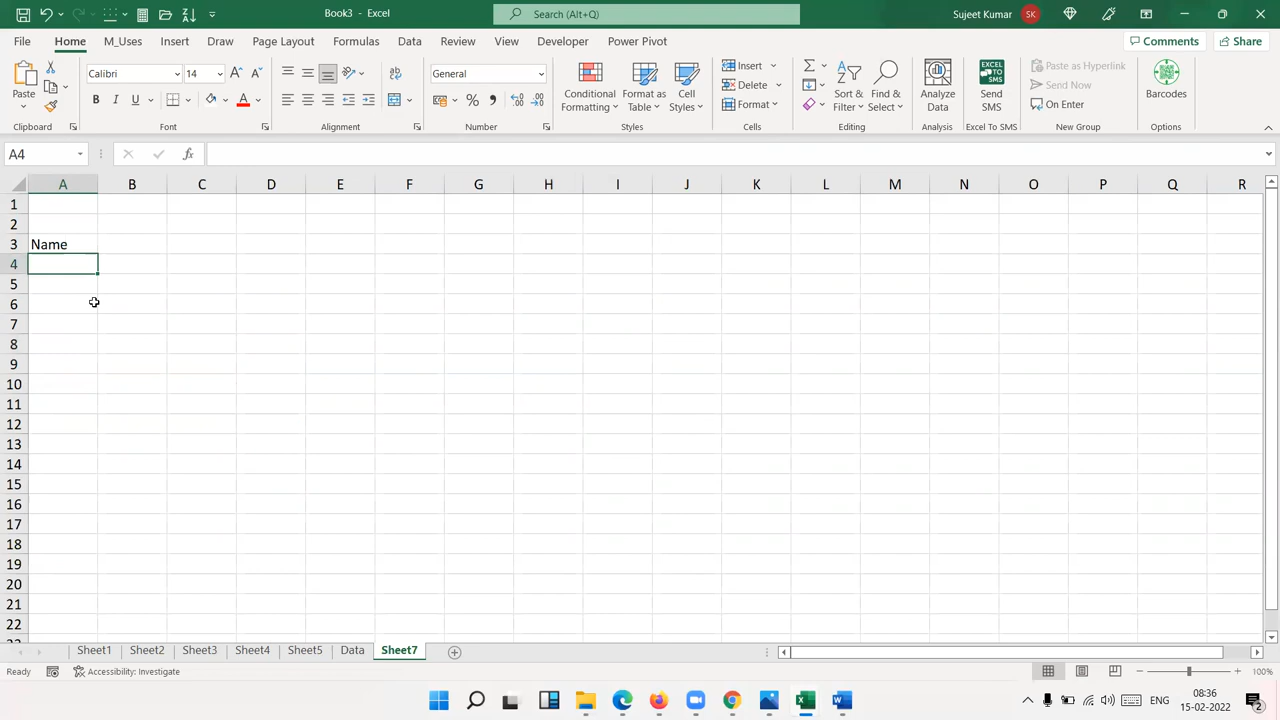 Book3 - Excel
Search (Alt+Q)
Sujeet Kumar
SK
File
Home
M_Uses
Insert
Draw
Page Layout
Formulas
Data
Review
View
Developer
Help
Power Pivot
Comments
Share
Paste
Calibri
14
B I U
General
Conditional Formatting
Format as Table
Cell Styles
Insert
Delete
Format
Sort & Filter
Find & Select
Analyze Data
Send SMS
Paste as Hyperlink
Send Now
On Enter
Barcodes
Clipboard
Font
Alignment
Number
Styles
Cells
Editing
Analysis
Excel To SMS
New Group
Options
A4
fx
A B C D E F G H I J K L M N O P Q R
1
2
3 Name
4
5
6
7
8
9
10
11
12
13
14
15
16
17
18
19
20
21
22
Sheet1 Sheet2 Sheet3 Sheet4 Sheet5 Data Sheet7
Ready
Accessibility: Investigate
100%
ENG
08:36
15-02-2022
2